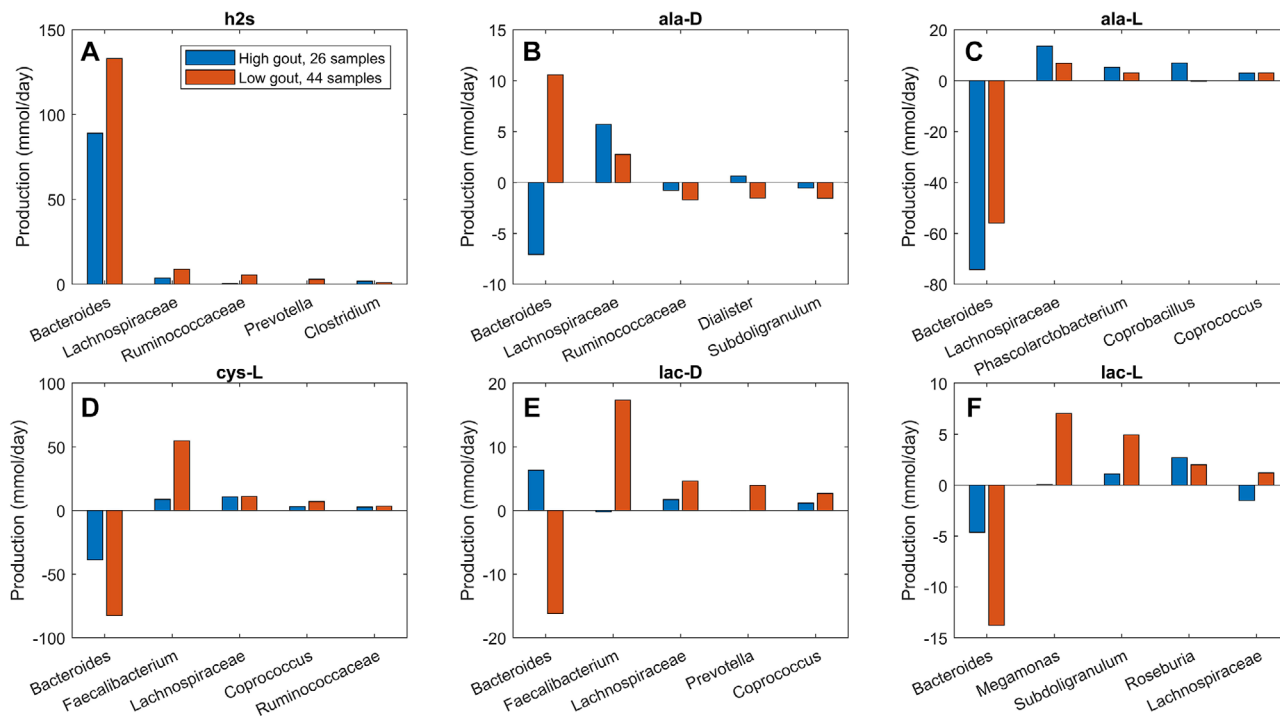 h2s
A
High gout, 26 samples
Low gout, 44 samples
Production (mmol/day)
150
100
50
0
Bacteroides
Lachnospiraceae
Ruminococcaceae
Prevotella
Clostridium
ala-D
B
Production (mmol/day)
15
10
5
0
-5
-10
Bacteroides
Lachnospiraceae
Ruminococcaceae
Dialister
Subdoligranulum
ala-L
C
Production (mmol/day)
20
0
-20
-40
-60
-80
Bacteroides
Lachnospiraceae
Phascolarctobacterium
Coprobacillus
Coprococcus
cys-L
D
Production (mmol/day)
100
50
0
-50
-100
Bacteroides
Faecalibacterium
Lachnospiraceae
Coprococcus
Ruminococcaceae
lac-D
E
Production (mmol/day)
20
10
0
-10
-20
Bacteroides
Faecalibacterium
Lachnospiraceae
Prevotella
Coprococcus
lac-L
F
Production (mmol/day)
10
5
0
-5
-10
-15
Bacteroides
Megamonas
Subdoligranulum
Roseburia
Lachnospiraceae